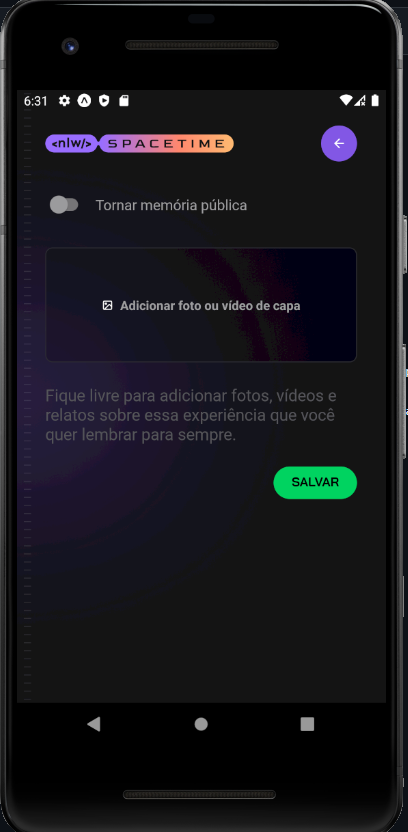 6:31
<nlw/> SPACETIME
Tornar memória pública
Adicionar foto ou vídeo de capa
Fique livre para adicionar fotos, vídeos e
relatos sobre essa experiência que você
quer lembrar para sempre.
SALVAR